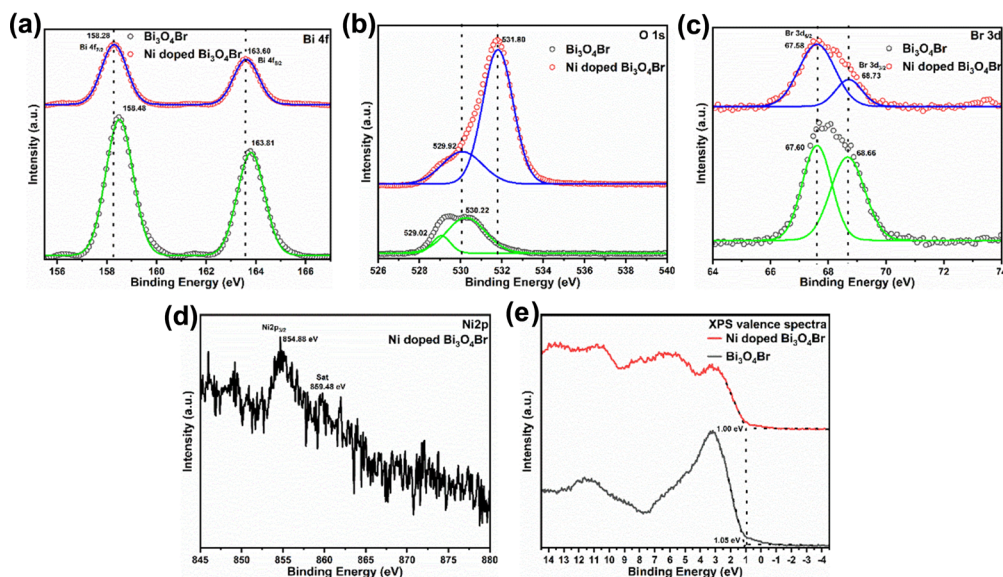 (a)
Bi 4f
158.28
Bi 4f7/2
163.60
Bi 4f5/2
Bi3O4Br
Ni doped Bi3O4Br
158.48
163.81
Intensity (a.u.)
156 158 160 162 164 166
Binding Energy (eV)
(b)
O 1s
531.80
Bi3O4Br
Ni doped Bi3O4Br
529.92
530.22
529.02
Intensity (a.u.)
526 528 530 532 534 536 538 540
Binding Energy (eV)
(c)
Br 3d
Br 3d5/2
67.58
Br 3d3/2
68.73
Bi3O4Br
Ni doped Bi3O4Br
67.60
68.66
Intensity (a.u.)
64 66 68 70 72 74
Binding Energy (eV)
(d)
Ni2p
Ni doped Bi3O4Br
Ni2p3/2
854.88 eV
Sat
859.48 eV
Intensity (a.u.)
845 850 855 860 865 870 875 880
Binding Energy (eV)
(e)
XPS valence spectra
Ni doped Bi3O4Br
Bi3O4Br
1.00 eV
1.05 eV
Intensity (a.u.)
14 13 12 11 10 9 8 7 6 5 4 3 2 1 0 -1 -2 -3 -4
Binding Energy (eV)